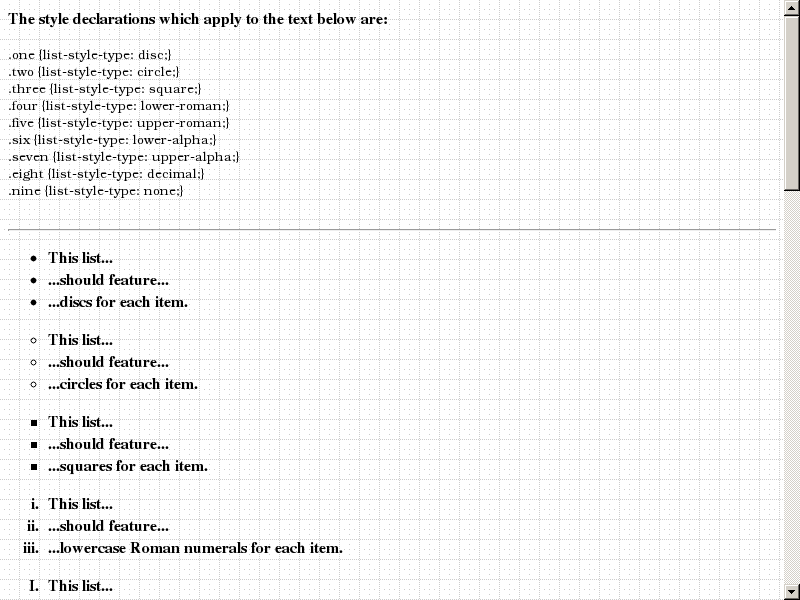 The style declarations which apply to the text below are:
.one {list-style-type: disc;}
.two {list-style-type: circle;}
.three {list-style-type: square;}
.four {list-style-type: lower-roman;}
.five {list-style-type: upper-roman;}
.six {list-style-type: lower-alpha;}
.seven {list-style-type: upper-alpha;}
.eight {list-style-type: decimal;}
.nine {list-style-type: none;}
• This list...
• ...should feature...
• ...discs for each item.
◦ This list...
◦ ...should feature...
◦ ...circles for each item.
▪ This list...
▪ ...should feature...
▪ ...squares for each item.
i. This list...
ii. ...should feature...
iii. ...lowercase Roman numerals for each item.
I. This list...